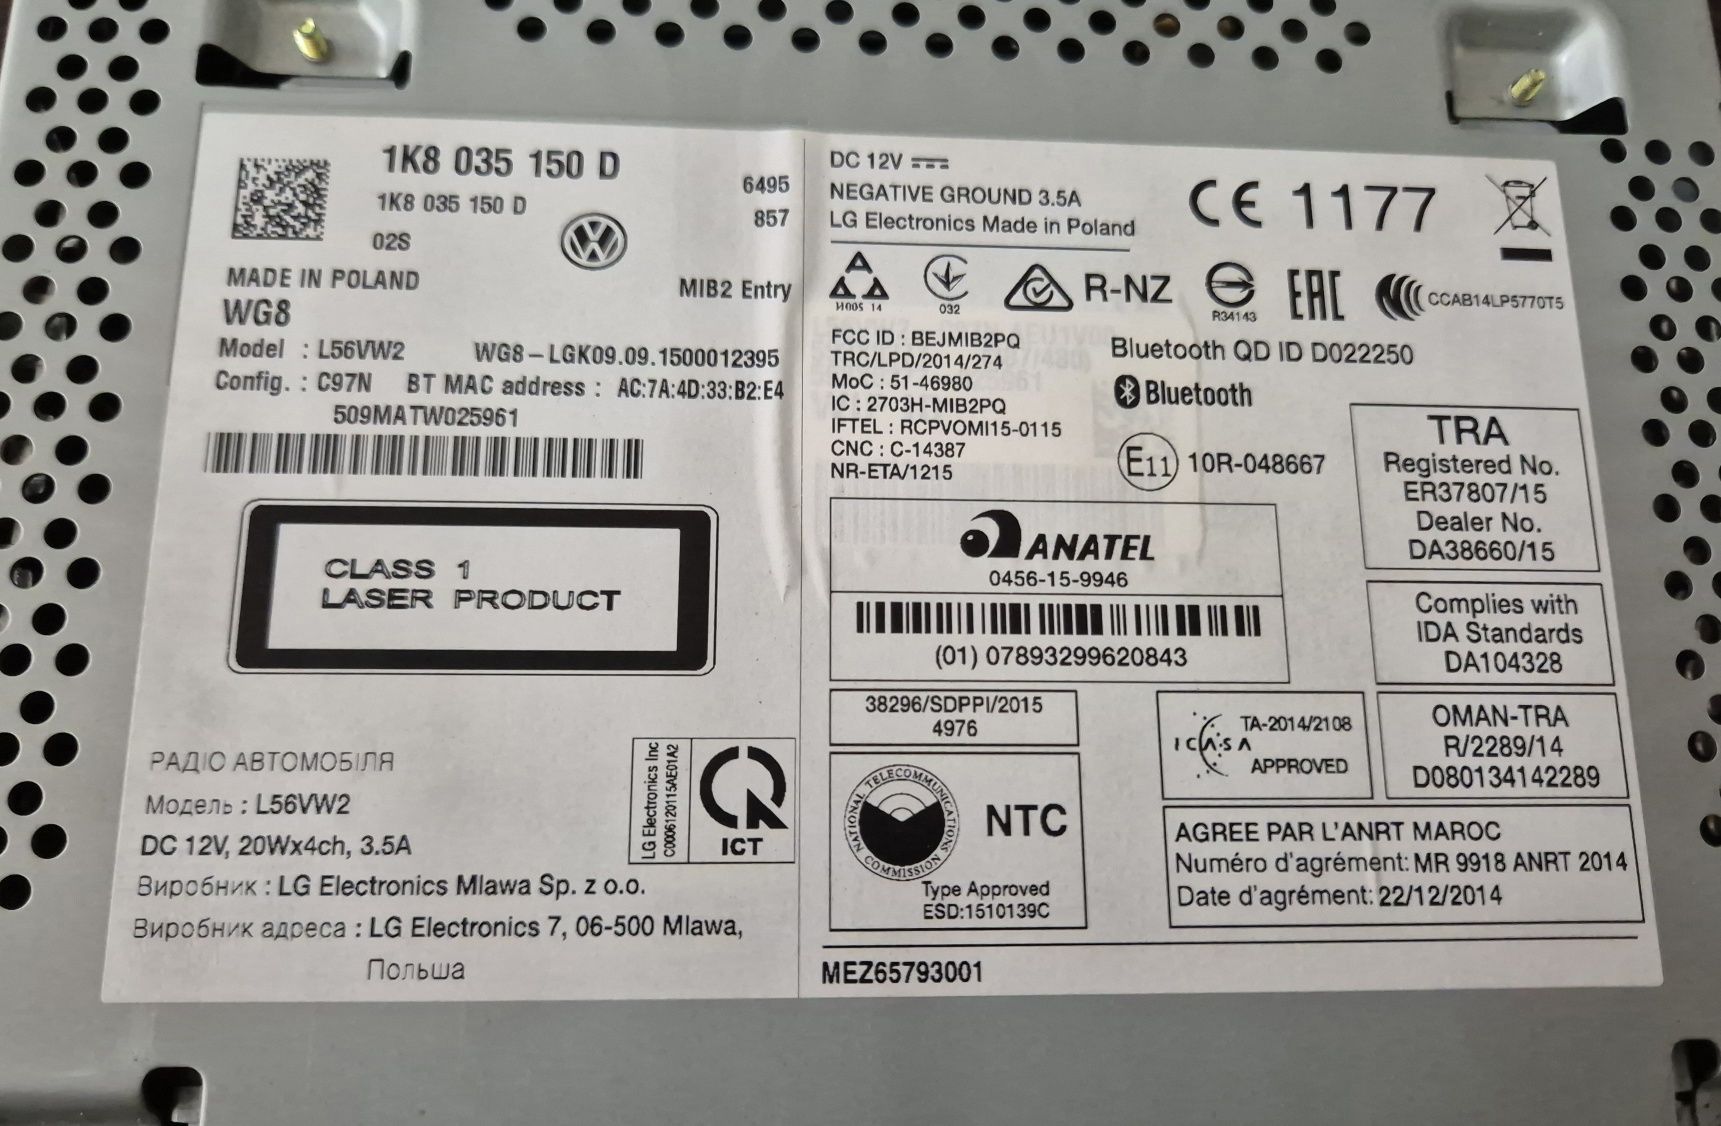 1K8 035 150 D
1K8 035 150 D
02S
6495
857
MADE IN POLAND
MIB2 Entry
WG8
Model : L56VW2 WG8-LGK09.09.1500012395
Config. : C97N BT MAC address : AC:7A:4D:33:B2:E4
509MATW025961
CLASS 1
LASER PRODUCT
РАДІО АВТОМОБІЛЯ
Модель : L56VW2
DC 12V, 20Wx4ch, 3.5A
Виробник : LG Electronics Mlawa Sp. z o.o.
Виробник адреса : LG Electronics 7, 06-500 Mlawa,
Польша
LG Electronics Inc
C0006120115/AE01A2
ICT
DC 12V
NEGATIVE GROUND 3.5A
LG Electronics Made in Poland
CE 1177
H005 14
032
R-NZ
R34143
EAC
CCAB14LP5770T5
FCC ID : BEJMIB2PQ
TRC/LPD/2014/274
MoC : 51-46980
IC : 2703H-MIB2PQ
IFTEL : RCPVOMI15-0115
CNC : C-14387
NR-ETA/1215
Bluetooth QD ID D022250
Bluetooth
E11 10R-048667
TRA
Registered No.
ER37807/15
Dealer No.
DA38660/15
ANATEL
0456-15-9946
(01) 07893299620843
Complies with
IDA Standards
DA104328
38296/SDPPI/2015
4976
ICASA
TA-2014/2108
APPROVED
OMAN-TRA
R/2289/14
D080134142289
NATIONAL TELECOMMUNICATIONS COMMISSION
NTC
Type Approved
ESD:1510139C
AGREE PAR L'ANRT MAROC
Numéro d'agrément: MR 9918 ANRT 2014
Date d'agrément: 22/12/2014
MEZ65793001